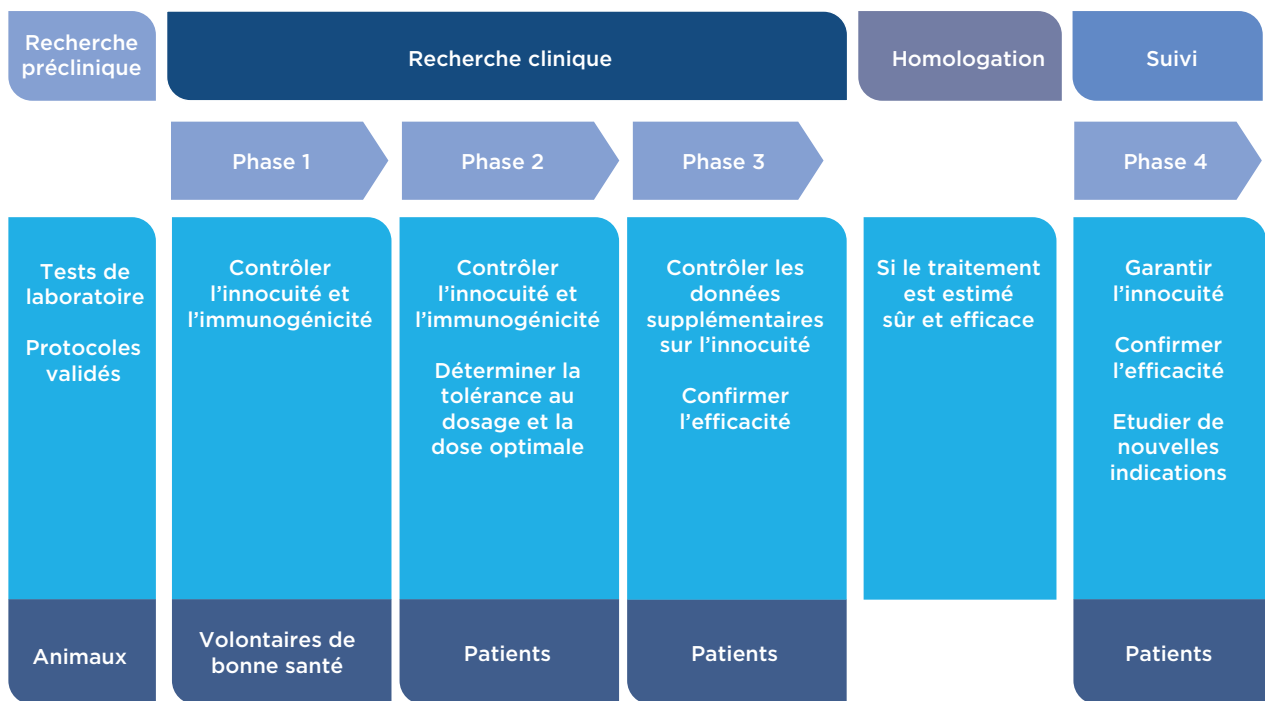 Recherche
préclinique
Recherche clinique
Homologation
Suivi
Phase 1
Phase 2
Phase 3
Phase 4
Tests de
laboratoire
Protocoles
validés
Contrôler
l’innocuité et
l’immunogénicité
Contrôler
l’innocuité et
l’immunogénicité
Déterminer la
tolérance au
dosage et la
dose optimale
Contrôler les
données
supplémentaires
sur l’innocuité
Confirmer
l’efficacité
Si le traitement
est estimé
sûr et efficace
Garantir
l’innocuité
Confirmer
l’efficacité
Etudier de
nouvelles
indications
Animaux
Volontaires de
bonne santé
Patients
Patients
Patients